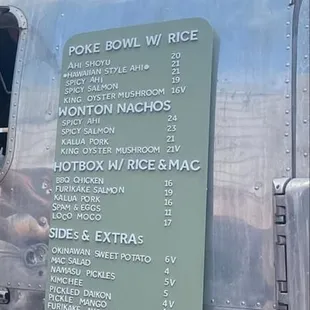 POKE BOWL W/ RICE
AHI SHOYU 20
*HAWAIIAN STYLE AHI* 21
SPICY AHI 21
SPICY SALMON 19
KING OYSTER MUSHROOM 16V
WONTON NACHOS
SPICY AHI 24
SPICY SALMON 23
KALUA PORK 21
KING OYSTER MUSHROOM 21V
HOTBOX W/ RICE & MAC
BBQ CHICKEN 16
FURIKAKE SALMON 19
KALUA PORK 16
SPAM & EGGS 11
LOCO MOCO 17
SIDES & EXTRAS
OKINAWAN SWEET POTATO 6V
MAC SALAD 4
NAMASU PICKLES 4
KIMCHEE 5V
PICKLED DAIKON 5
PICKLE MANGO 4V
FURIKAKE